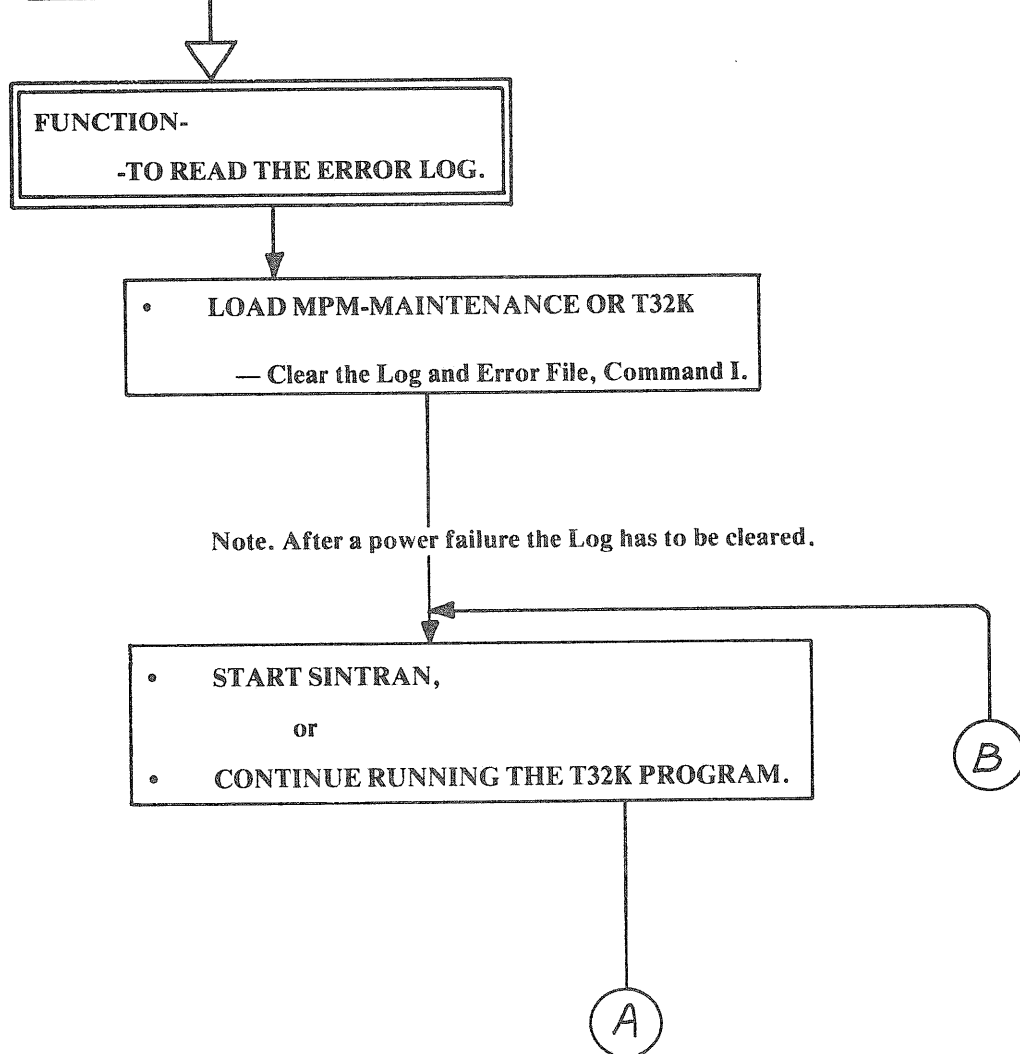 FUNCTION-
-TO READ THE ERROR LOG.
• LOAD MPM-MAINTENANCE OR T32K
— Clear the Log and Error File, Command I.
Note. After a power failure the Log has to be cleared.
• START SINTRAN,
or
• CONTINUE RUNNING THE T32K PROGRAM.
B
A